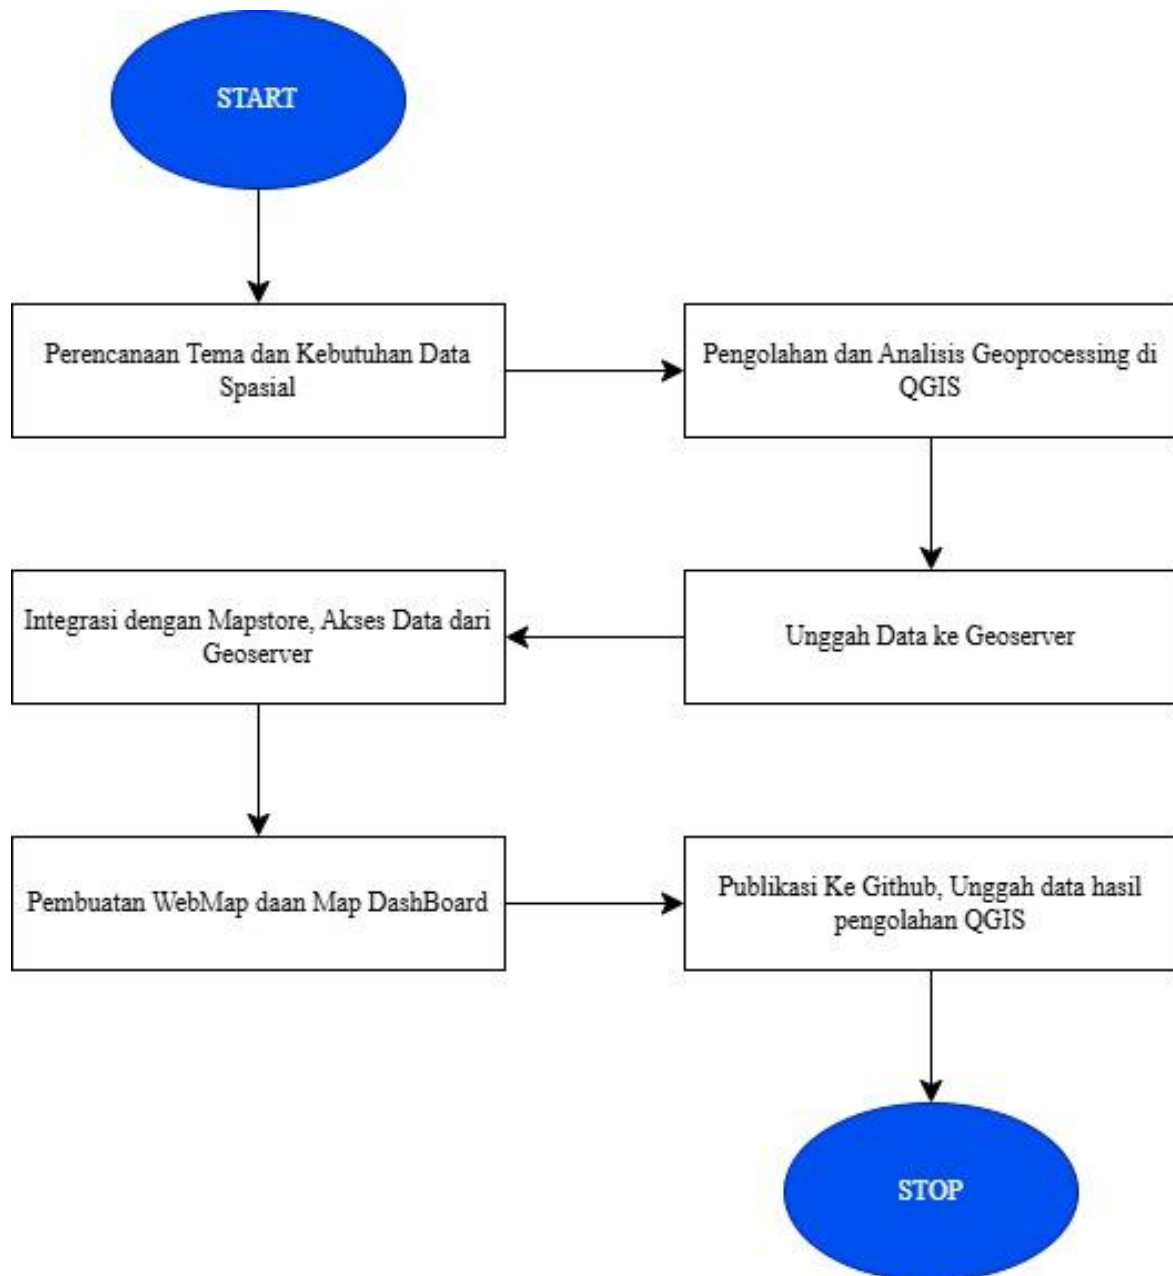 START
Perencanaan Tema dan Kebutuhan Data
Spasial
Pengolahan dan Analisis Geoprocessing di
QGIS
Unggah Data ke Geoserver
Integrasi dengan Mapstore, Akses Data dari
Geoserver
Pembuatan WebMap daan Map DashBoard
Publikasi Ke Github, Unggah data hasil
pengolahan QGIS
STOP